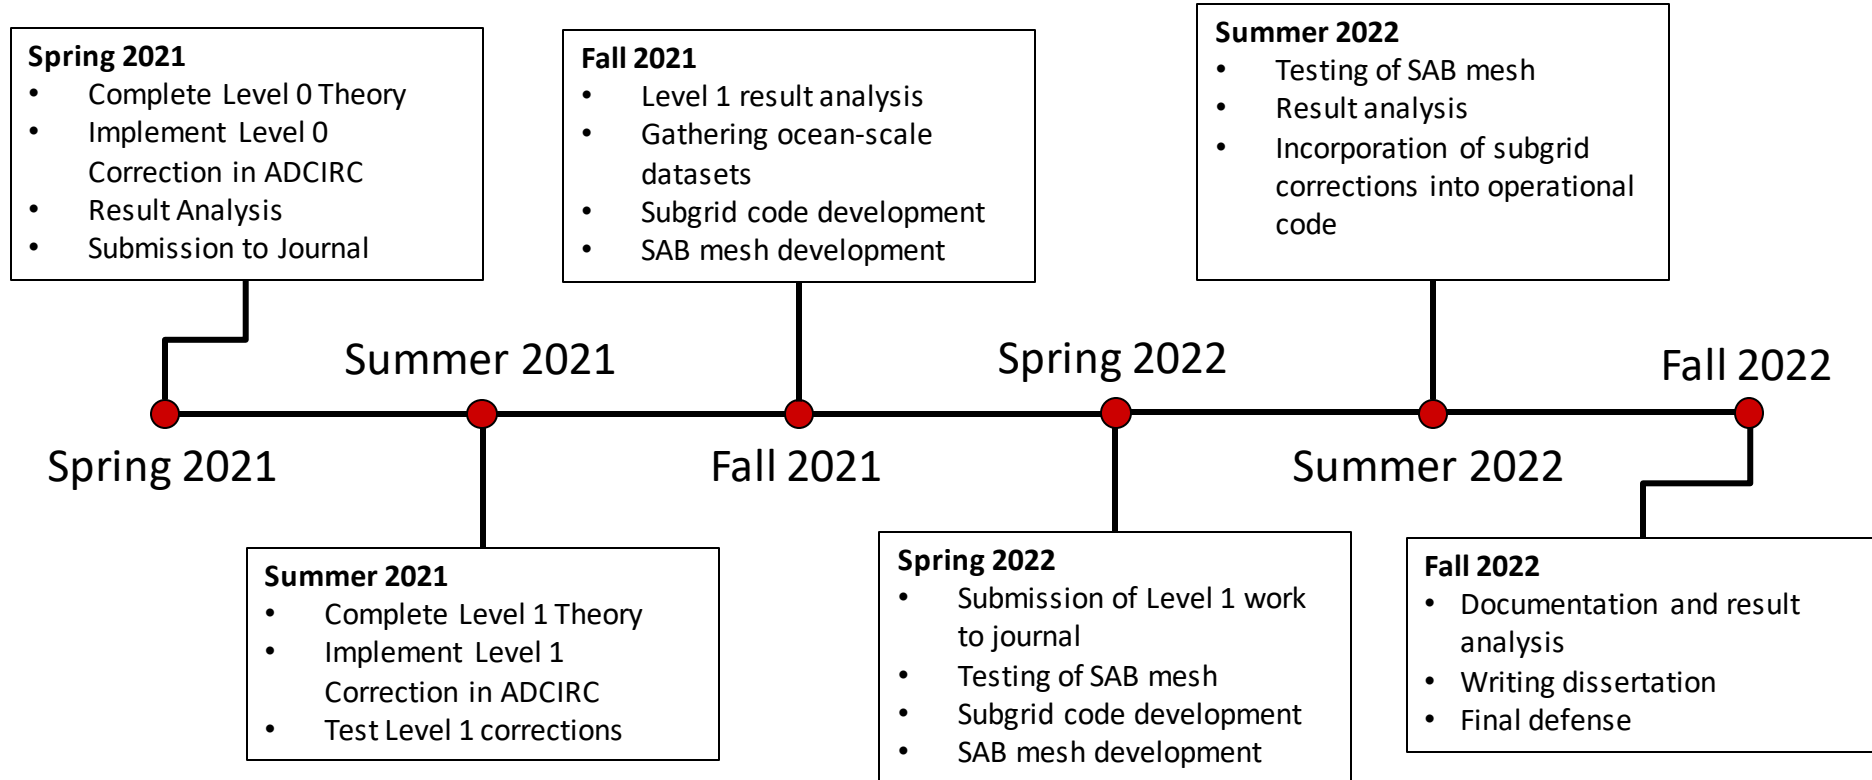 Spring 2021
• Complete Level 0 Theory
• Implement Level 0
Correction in ADCIRC
• Result Analysis
• Submission to Journal
Fall 2021
• Level 1 result analysis
• Gathering ocean-scale
datasets
• Subgrid code development
• SAB mesh development
Summer 2022
• Testing of SAB mesh
• Result analysis
• Incorporation of subgrid
corrections into operational
code
Summer 2021
Spring 2022
Fall 2022
Spring 2021
Fall 2021
Summer 2022
Summer 2021
• Complete Level 1 Theory
• Implement Level 1
Correction in ADCIRC
• Test Level 1 corrections
Spring 2022
• Submission of Level 1 work
to journal
• Testing of SAB mesh
• Subgrid code development
• SAB mesh development
Fall 2022
• Documentation and result
analysis
• Writing dissertation
• Final defense